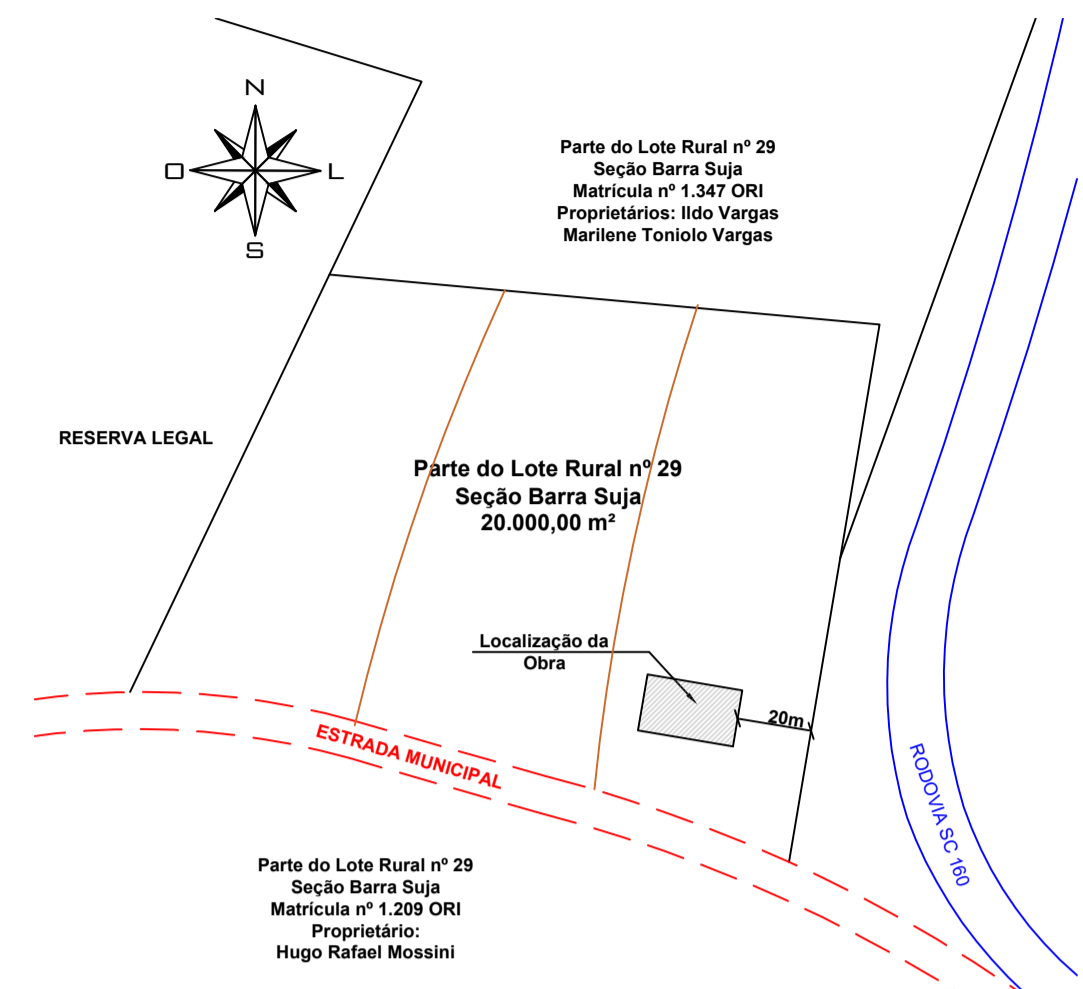 N
O
L
S
Parte do Lote Rural nº 29
Seção Barra Suja
Matrícula nº 1.347 ORI
Proprietários: Ildo Vargas
Marilene Toniolo Vargas
RESERVA LEGAL
Parte do Lote Rural nº 29
Seção Barra Suja
20.000,00 m²
Localização da
Obra
20m
ESTRADA MUNICIPAL
RODOVIA SC 160
Parte do Lote Rural nº 29
Seção Barra Suja
Matrícula nº 1.209 ORI
Proprietário:
Hugo Rafael Mossini